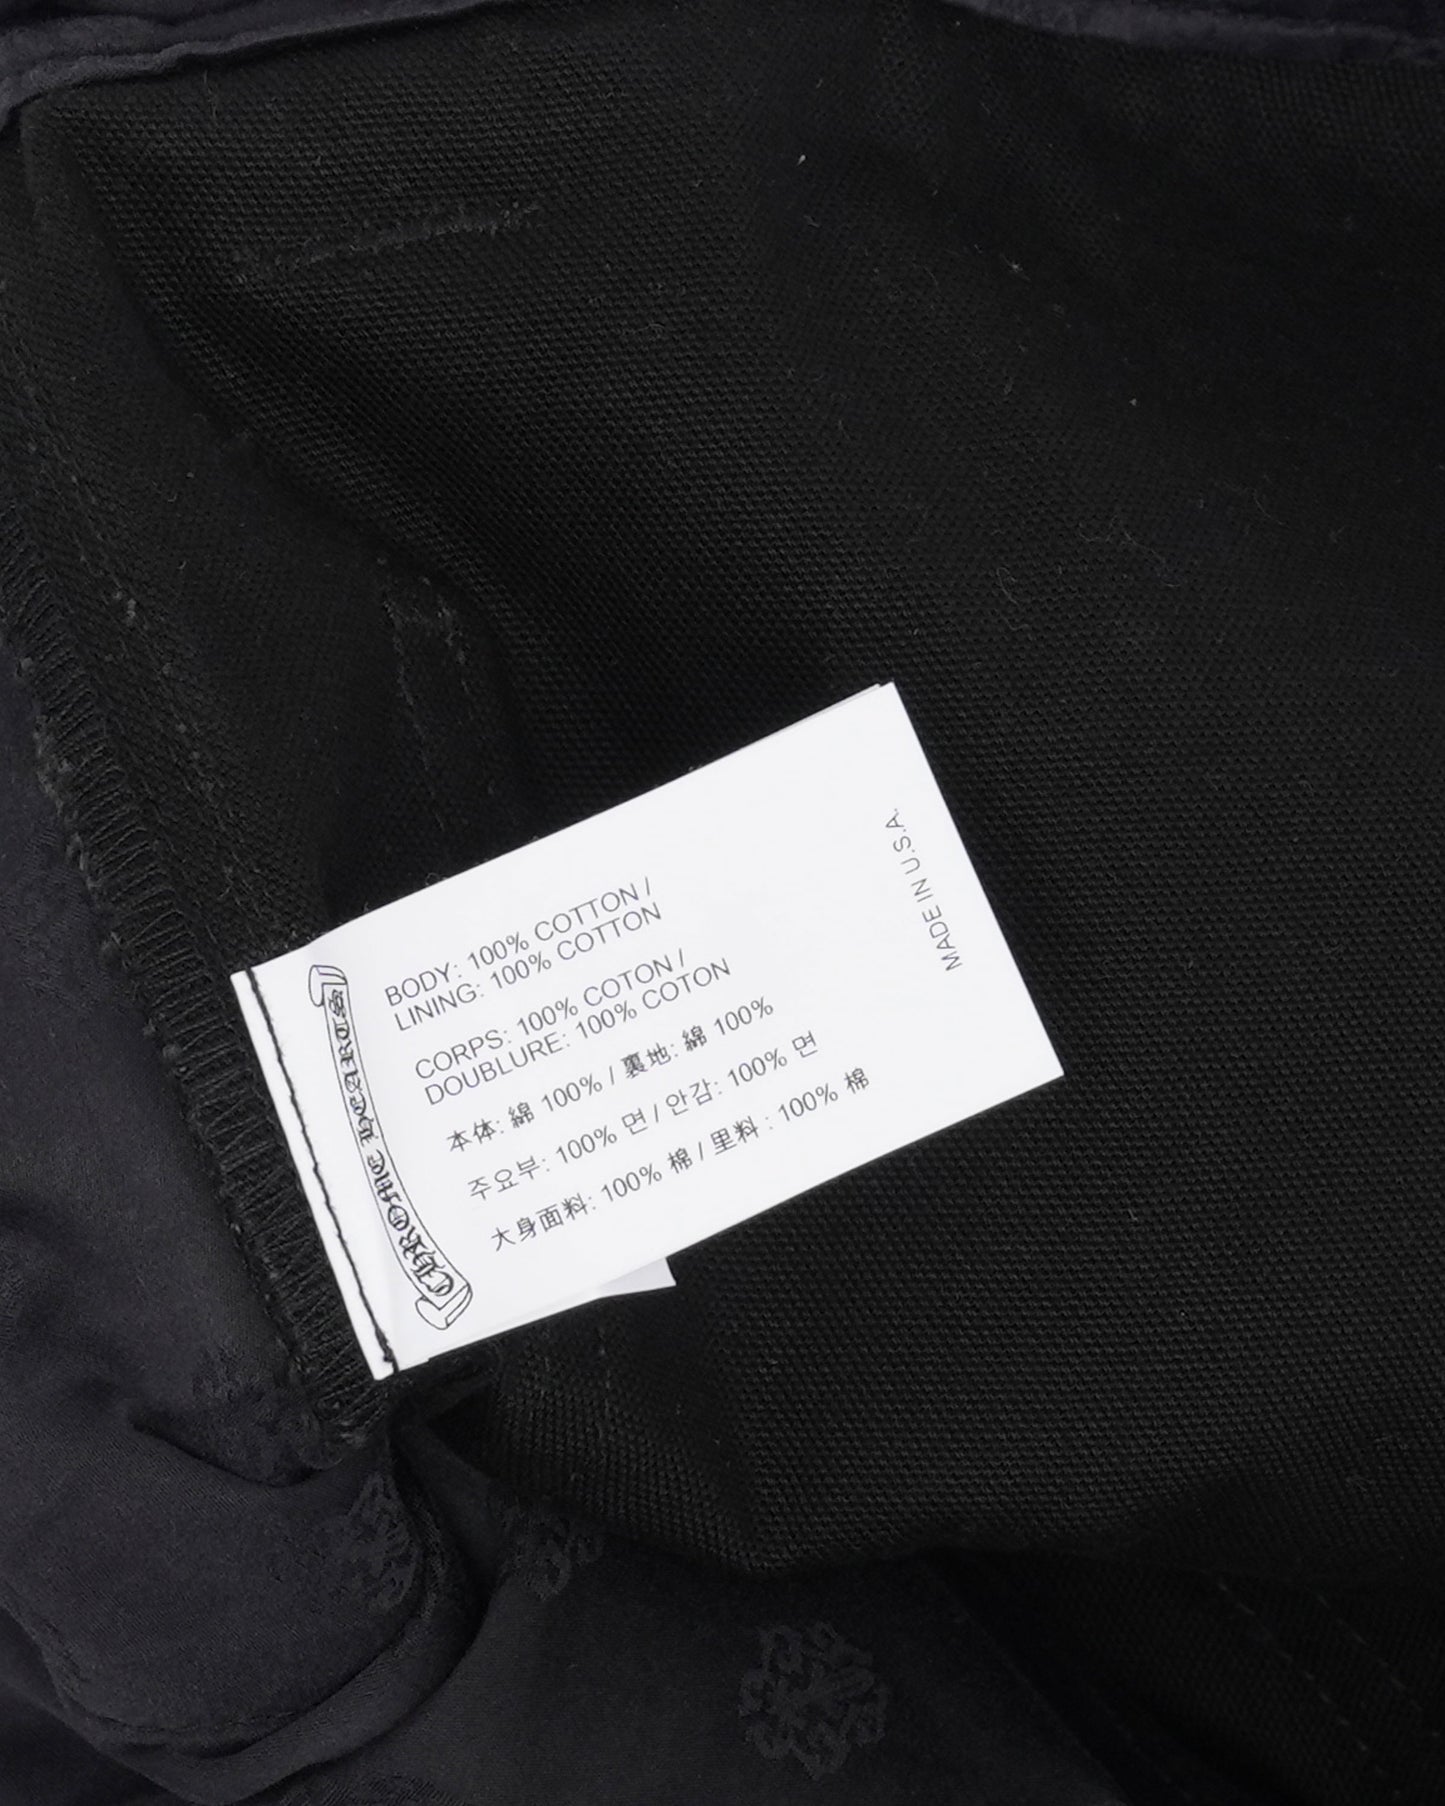 CHROME HEARTS
BODY: 100% COTTON /
LINING: 100% COTTON
CORPS: 100% COTON /
DOUBLURE: 100% COTON
本体: 綿 100% / 裏地: 綿 100%
주요부: 100% 면 / 안감: 100% 면
大身面料: 100% 棉 / 里料 : 100% 棉
MADE IN U.S.A.